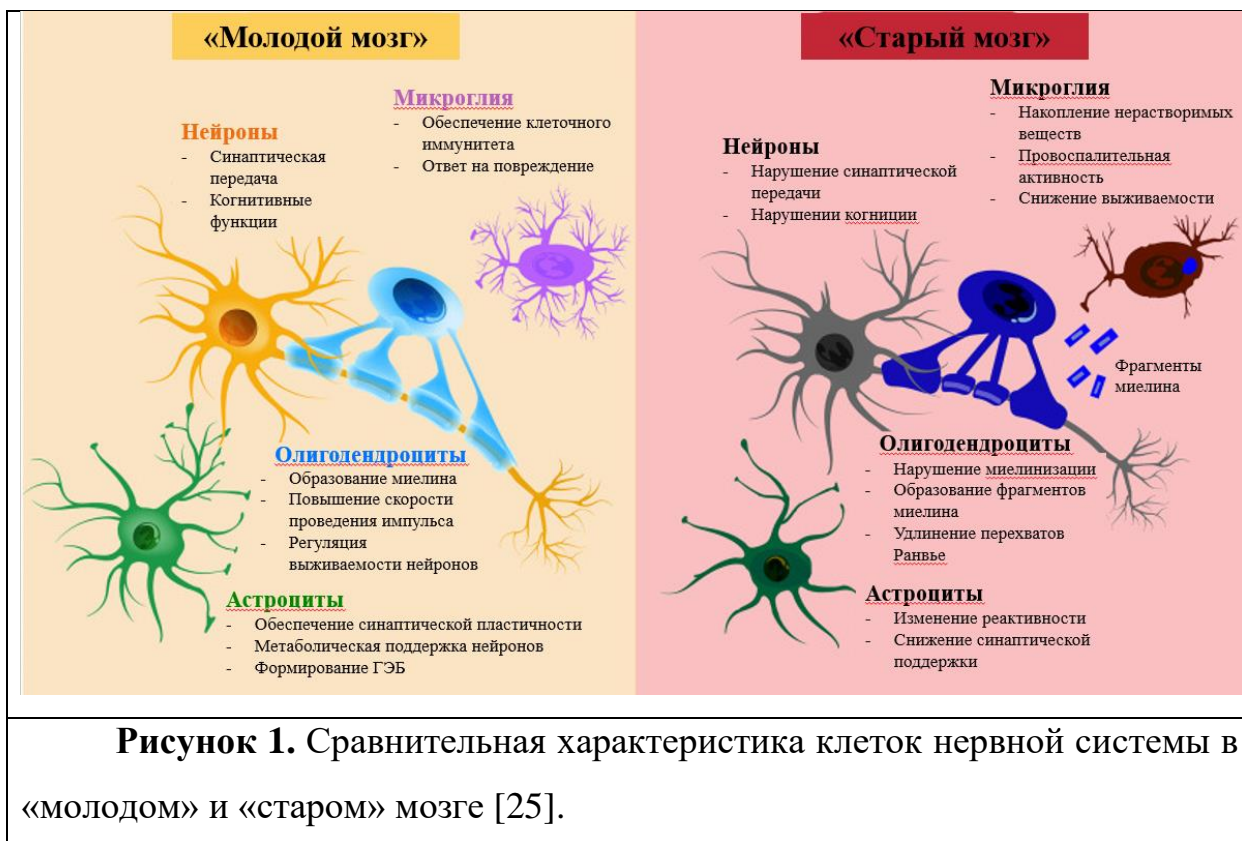 «Молодой мозг»
Микроглия
- Обеспечение клеточного
иммунитета
- Ответ на повреждение
Нейроны
- Синаптическая
передача
- Когнитивные
функции
Олигодендроциты
- Образование миелина
- Повышение скорости
проведения импульса
- Регуляция
выживаемости нейронов
Астроциты
- Обеспечение синаптической пластичности
- Метаболическая поддержка нейронов
- Формирование ГЭБ
«Старый мозг»
Микроглия
- Накопление нерастворимых
веществ
- Провоспалительная
активность
- Снижение выживаемости
Нейроны
- Нарушение синаптической
передачи
- Нарушении когниции
Фрагменты
миелина
Олигодендроциты
- Нарушение миелинизации
- Образование фрагментов
миелина
- Удлинение перехватов
Ранвье
Астроциты
- Изменение реактивности
- Снижение синаптической
поддержки
Рисунок 1. Сравнительная характеристика клеток нервной системы в
«молодом» и «старом» мозге [25].